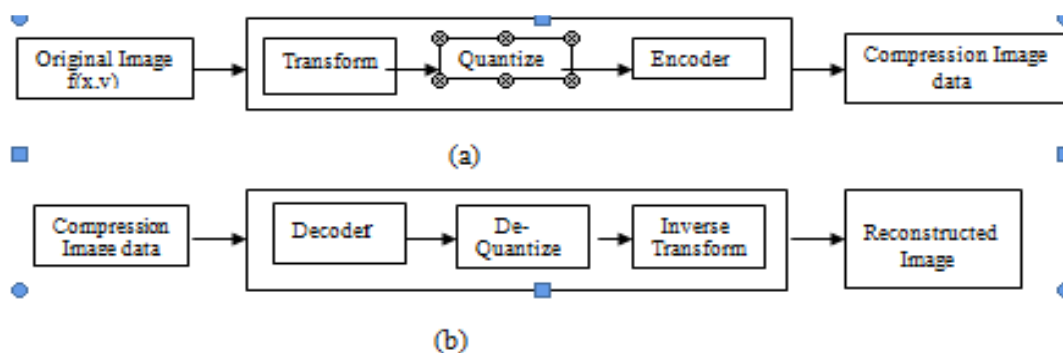 Original Image
f(x,y)
Transform
Quantize
Encoder
Compression Image
data
(a)
Compression
Image data
Decoder
De-
Quantize
Inverse
Transform
Reconstructed
Image
(b)